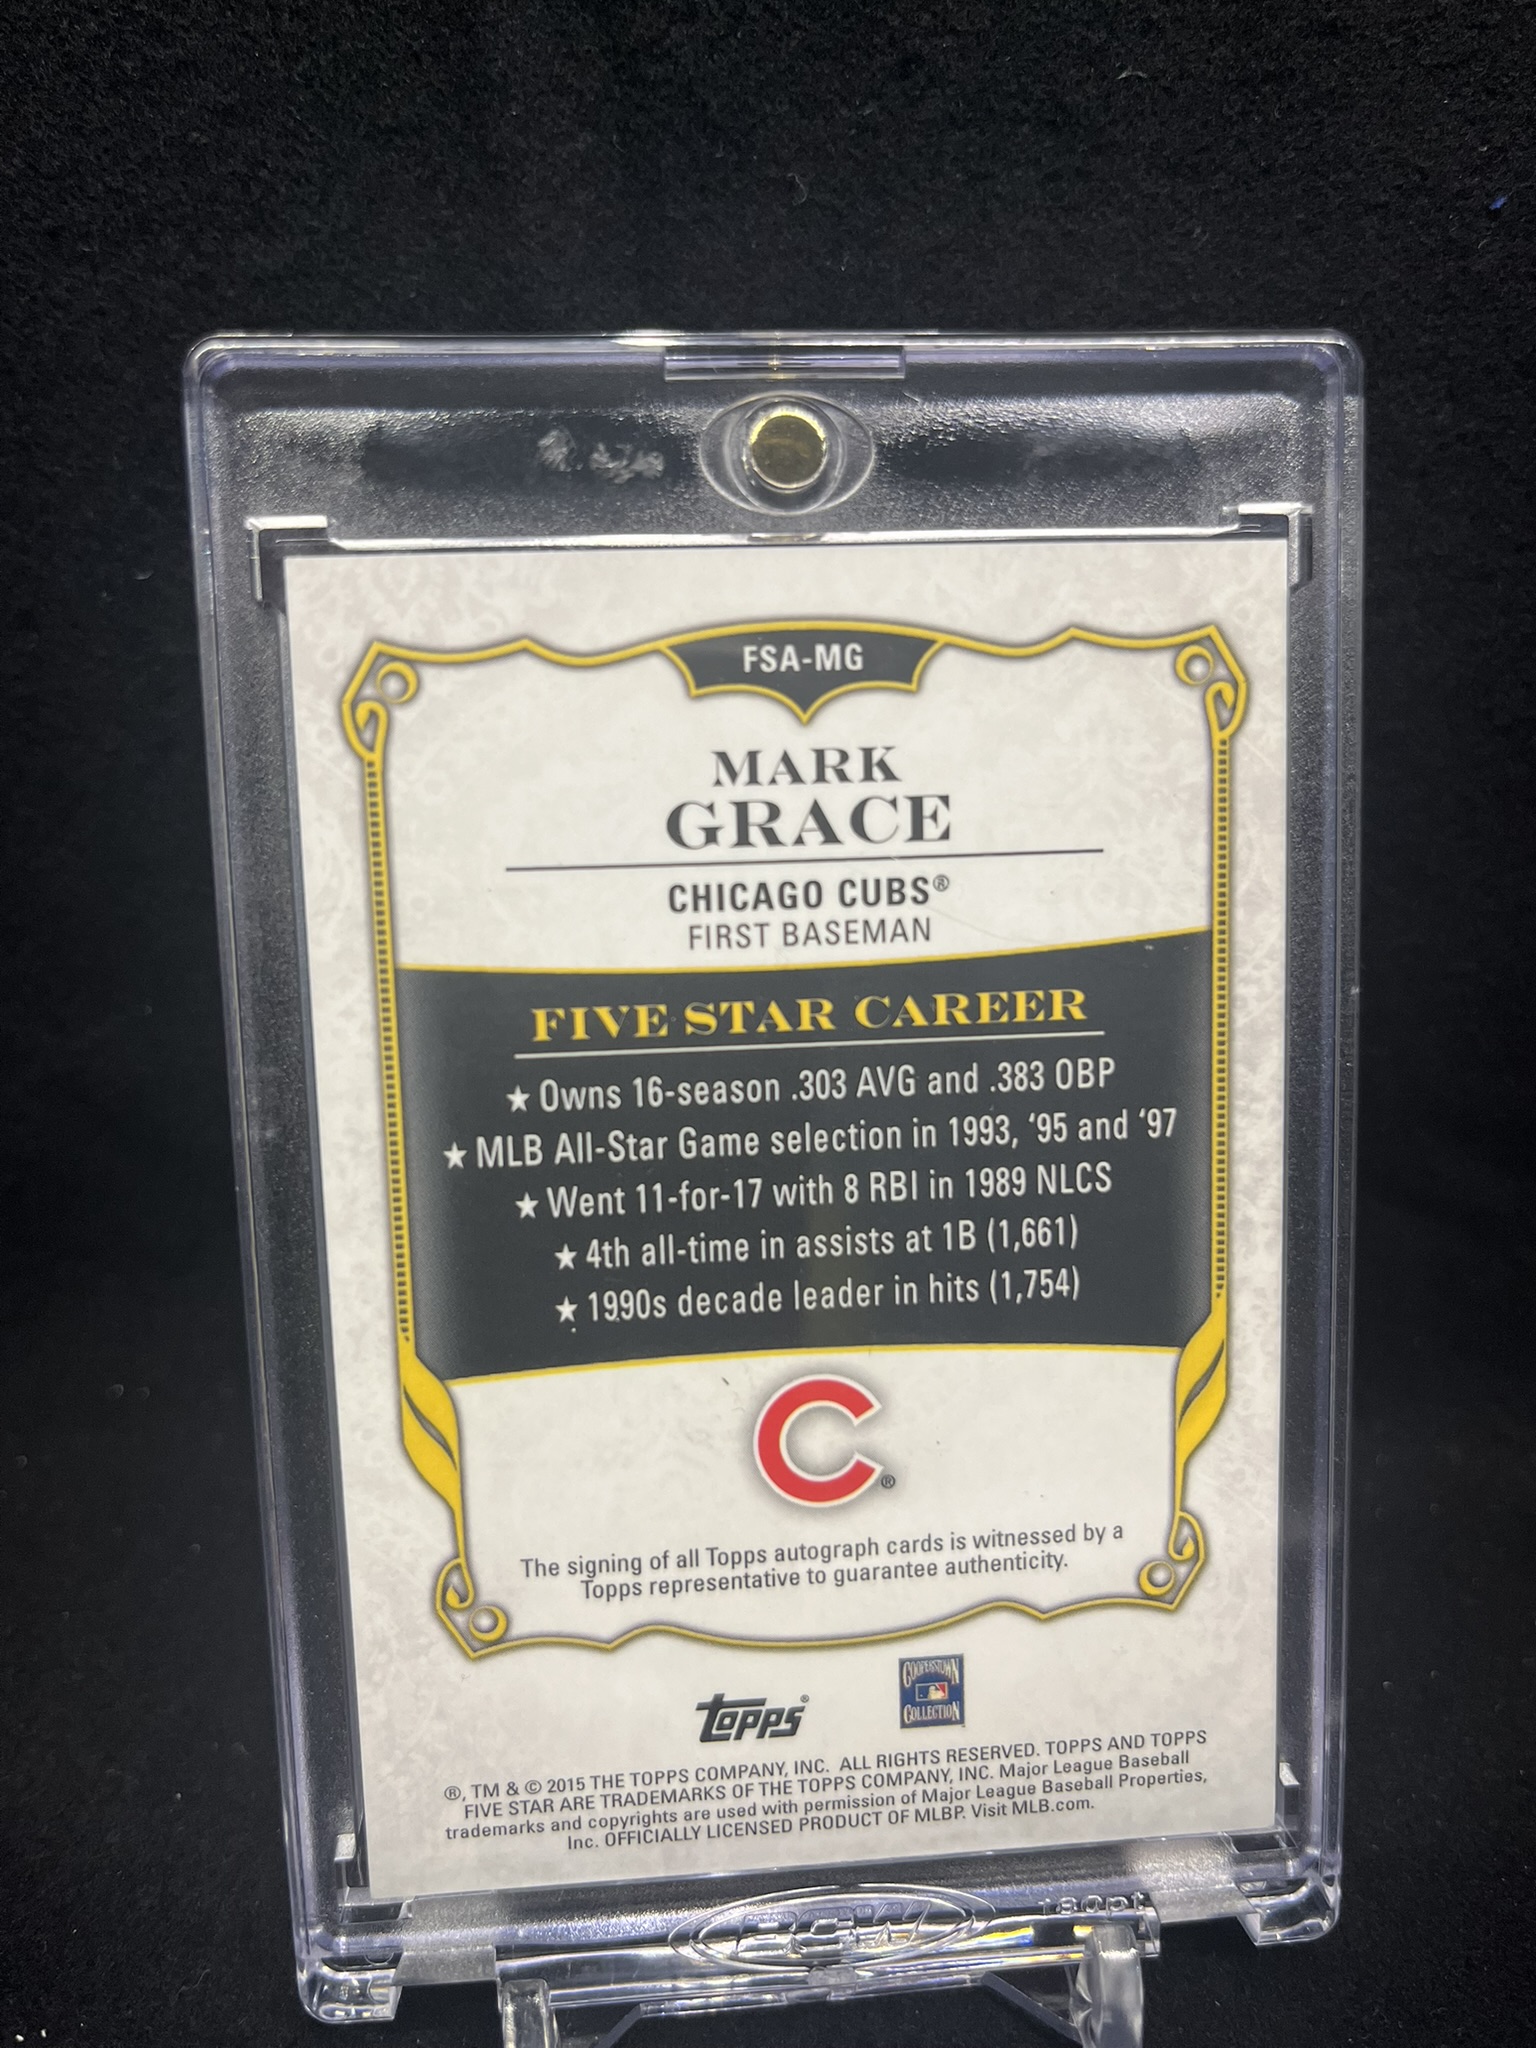 FSA-MG
MARK
GRACE
CHICAGO CUBS®
FIRST BASEMAN
FIVE STAR CAREER
★ Owns 16-season .303 AVG and .383 OBP
★ MLB All-Star Game selection in 1993, ‘95 and ‘97
★ Went 11-for-17 with 8 RBI in 1989 NLCS
★ 4th all-time in assists at 1B (1,661)
★ 1990s decade leader in hits (1,754)
C®
The signing of all Topps autograph cards is witnessed by a
Topps representative to guarantee authenticity.
topps®
COOPERSTOWN
COLLECTION
®, TM & © 2015 THE TOPPS COMPANY, INC. ALL RIGHTS RESERVED. TOPPS AND TOPPS
FIVE STAR ARE TRADEMARKS OF THE TOPPS COMPANY, INC. Major League Baseball
trademarks and copyrights are used with permission of Major League Baseball Properties,
Inc. OFFICIALLY LICENSED PRODUCT OF MLBP. Visit MLB.com.
BCW 180pt